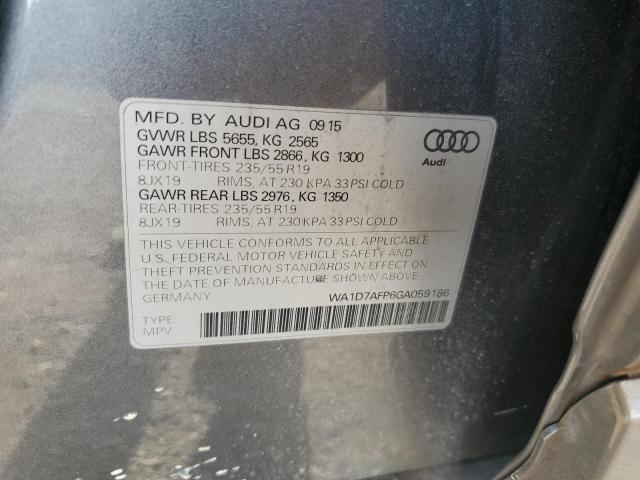 MFD. BY AUDI AG 09 15
GVWR LBS 5655, KG 2565
GAWR FRONT LBS 2866, KG 1300
FRONT-TIRES 235/55 R19
8JX19 RIMS, AT 230 KPA 33 PSI COLD
GAWR REAR LBS 2976, KG 1350
REAR-TIRES 235/55 R19
8JX19 RIMS, AT 230 KPA 33 PSI COLD
Audi
THIS VEHICLE CONFORMS TO ALL APPLICABLE
U.S. FEDERAL MOTOR VEHICLE SAFETY AND
THEFT PREVENTION STANDARDS IN EFFECT ON
THE DATE OF MANUFACTURE SHOWN ABOVE.
GERMANY WA1D7AFP6GA059186
TYPE:
MPV